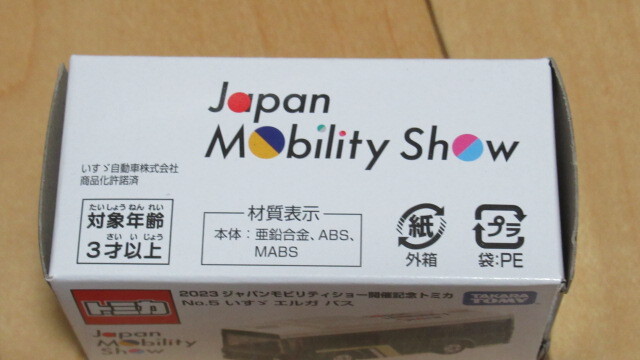 Japan
Mobility Show
いすゞ自動車株式会社
商品化許諾済
たいしょうねんれい
対象年齢
さいいじょう
3才以上
材質表示
本体：亜鉛合金、ABS、
MABS
紙
外箱
プラ
袋：PE
トミカ
2023 ジャパンモビリティショー開催記念トミカ
No.5 いすゞ エルガ バス
TAKARA
TOMY
Japan
Mobility
Show